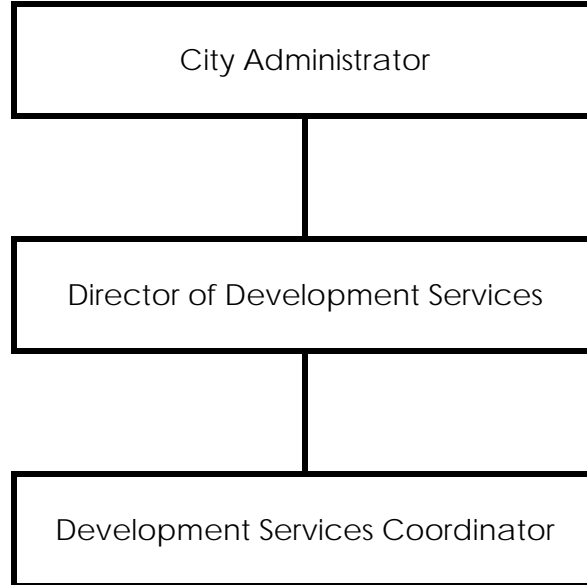 City Administrator
Director of Development Services
Development Services Coordinator